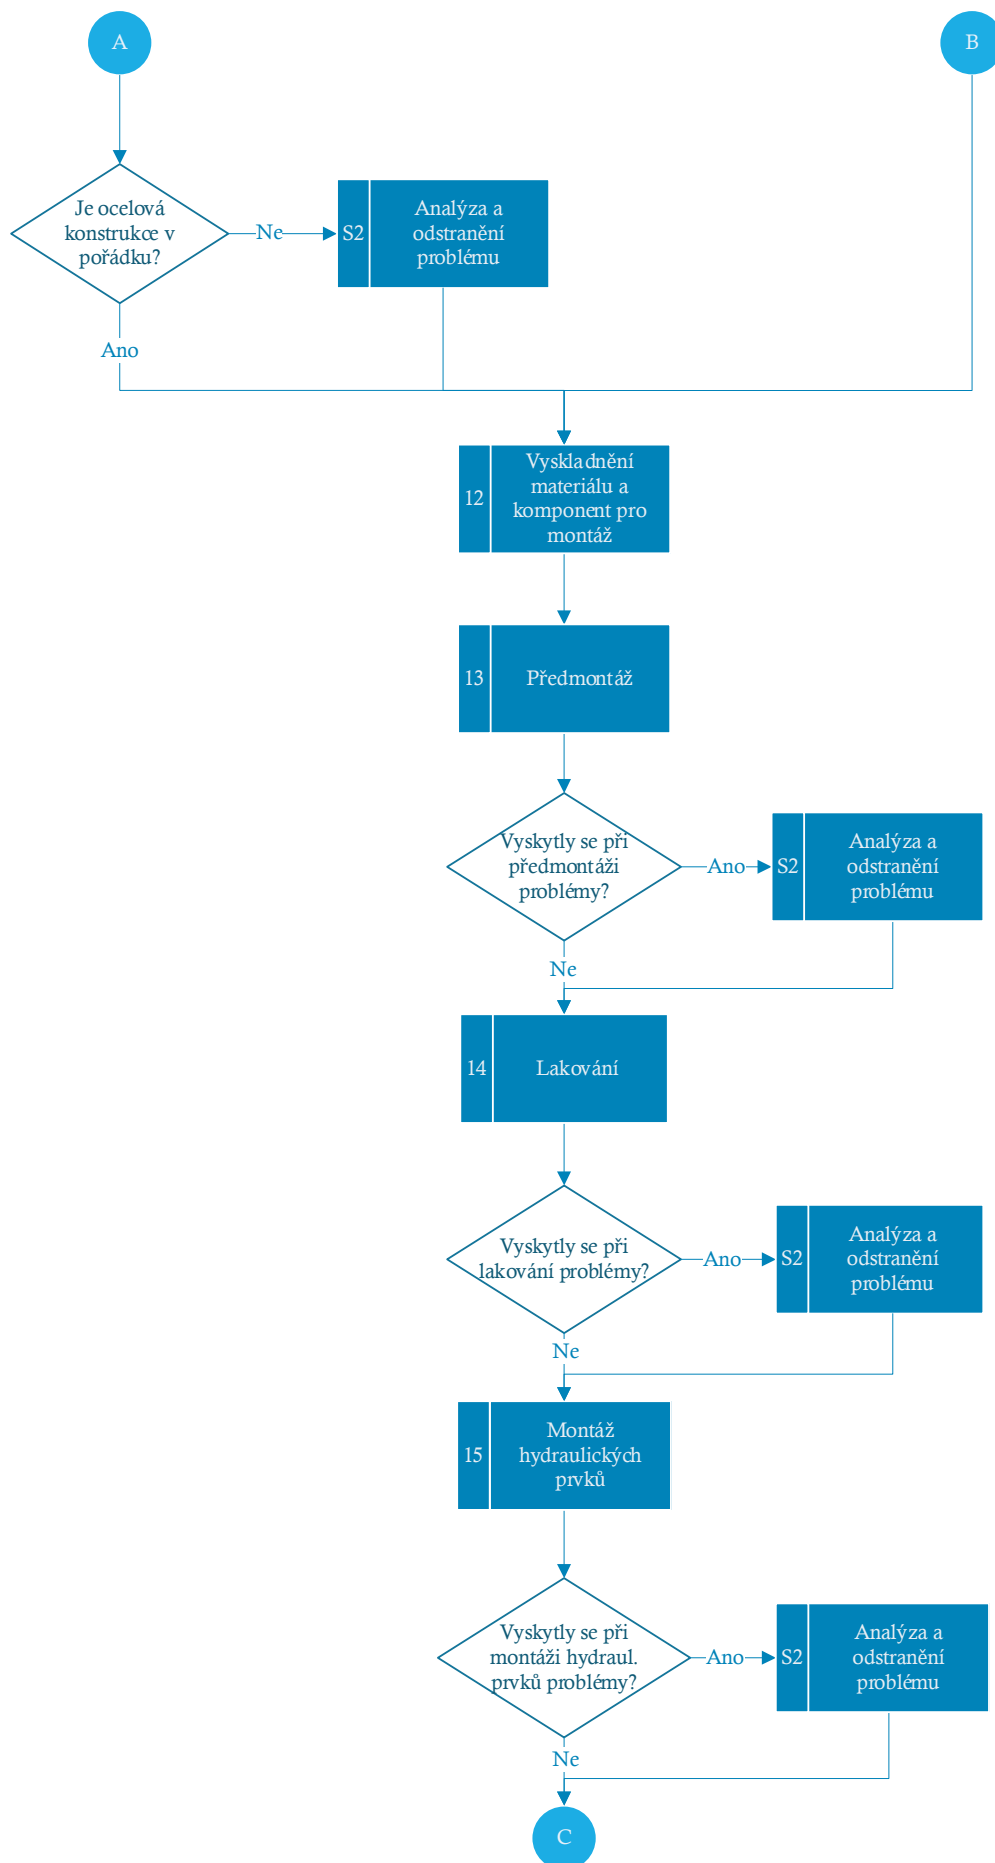 A
B
Je ocelová
konstrukce v
pořádku?
Ne
S2
Analýza a
odstranění
problému
Ano
12
Vyskladnění
materiálu a
komponent pro
montáž
13
Předmontáž
Vyskytly se při
předmontáži
problémy?
Ano
S2
Analýza a
odstranění
problému
Ne
14
Lakování
Vyskytly se při
lakování problémy?
Ano
S2
Analýza a
odstranění
problému
Ne
15
Montáž
hydraulických
prvků
Vyskytly se při
montáži hydraul.
prvků problémy?
Ano
S2
Analýza a
odstranění
problému
Ne
C